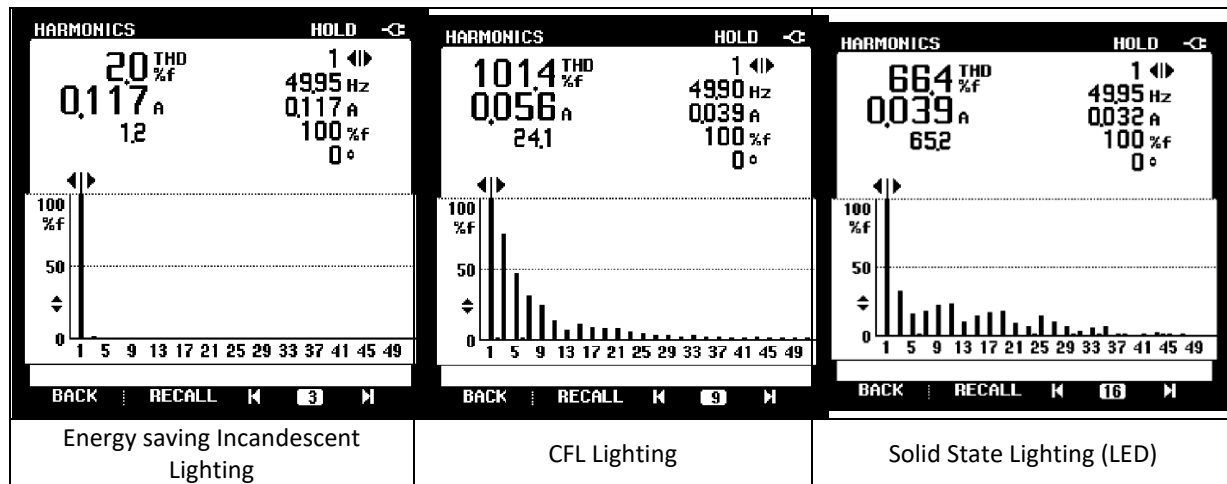 HARMONICS HOLD
2.0 THD %f
0.117 A
1.2
1
49.95 Hz
0.117 A
100 %f
0 °
100
%f
50
0
1 5 9 13 17 21 25 29 33 37 41 45 49
BACK RECALL 3
Energy saving Incandescent
Lighting
HARMONICS HOLD
101.4 THD %f
0.056 A
24.1
1
49.90 Hz
0.039 A
100 %f
0 °
100
%f
50
0
1 5 9 13 17 21 25 29 33 37 41 45 49
BACK RECALL 9
CFL Lighting
HARMONICS HOLD
66.4 THD %f
0.039 A
65.2
1
49.95 Hz
0.032 A
100 %f
0 °
100
%f
50
0
1 5 9 13 17 21 25 29 33 37 41 45 49
BACK RECALL 16
Solid State Lighting (LED)